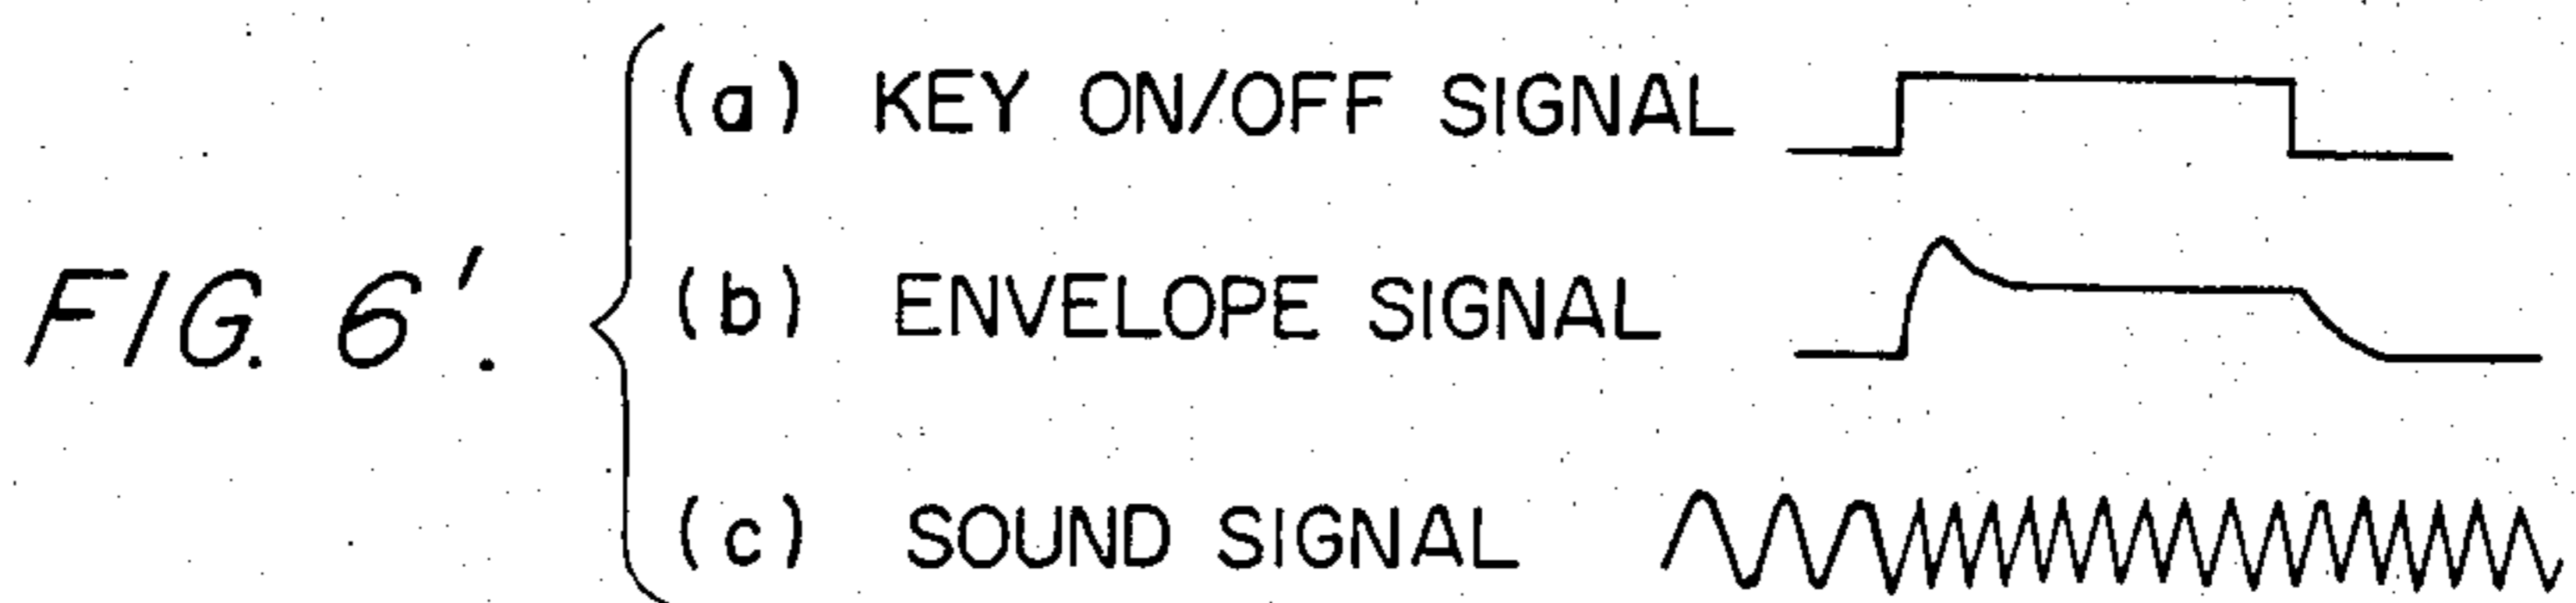 (a) KEY ON/OFF SIGNAL
FIG. 6'.
(b) ENVELOPE SIGNAL
(c) SOUND SIGNAL